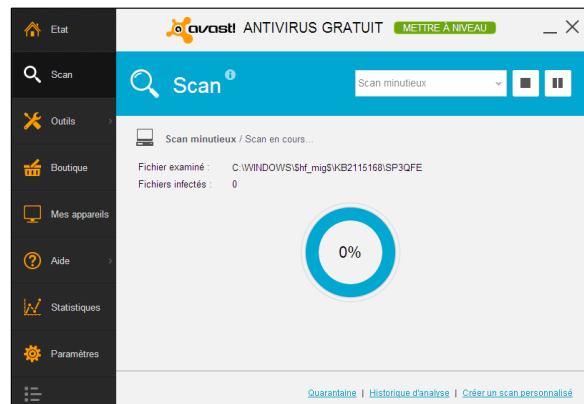 Etat
avast! ANTIVIRUS GRATUIT METTRE À NIVEAU
Scan
Scan
Scan minutieux
Outils
Scan minutieux / Scan en cours...
Boutique
Fichier examiné : C:\WINDOWS\$hf_mig$\KB2115168\SP3QFE
Fichiers infectés : 0
Mes appareils
0%
Aide
Statistiques
Paramètres
Quarantaine | Historique d'analyse | Créer un scan personnalisé